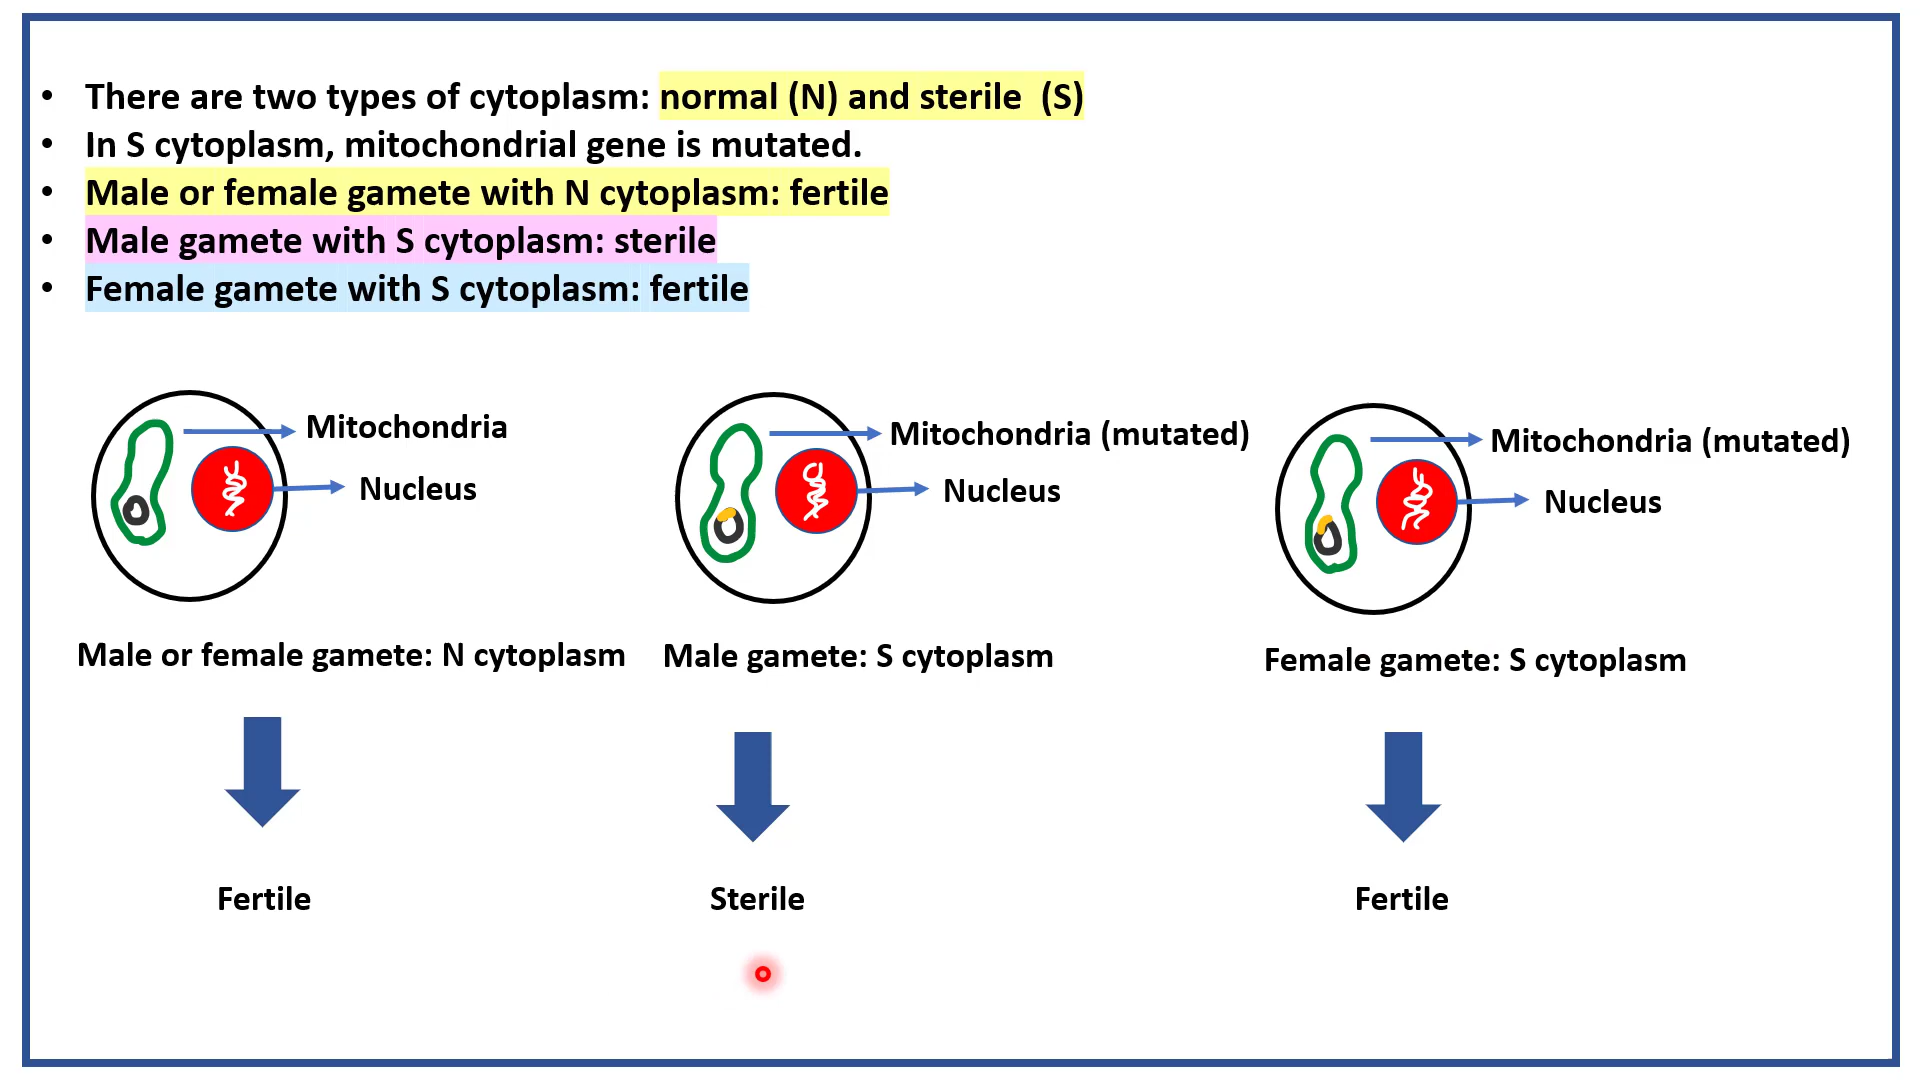 • There are two types of cytoplasm: normal (N) and sterile (S)
• In S cytoplasm, mitochondrial gene is mutated.
• Male or female gamete with N cytoplasm: fertile
• Male gamete with S cytoplasm: sterile
• Female gamete with S cytoplasm: fertile
Mitochondria
Nucleus
Male or female gamete: N cytoplasm
Fertile
Mitochondria (mutated)
Nucleus
Male gamete: S cytoplasm
Sterile
Mitochondria (mutated)
Nucleus
Female gamete: S cytoplasm
Fertile